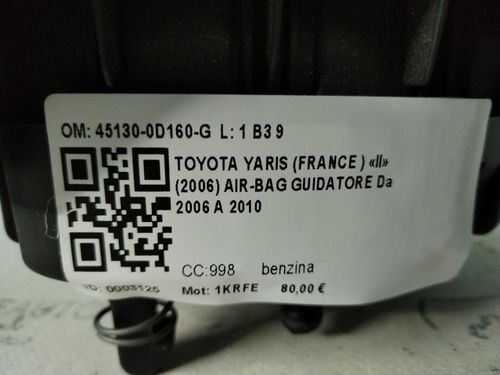 OM: 45130-0D160-G L: 1 B3 9
TOYOTA YARIS (FRANCE ) «II»
(2006) AIR-BAG GUIDATORE Da
2006 A 2010
CC:998 benzina
ID: 0003125 Mot: 1KRFE 80,00 €